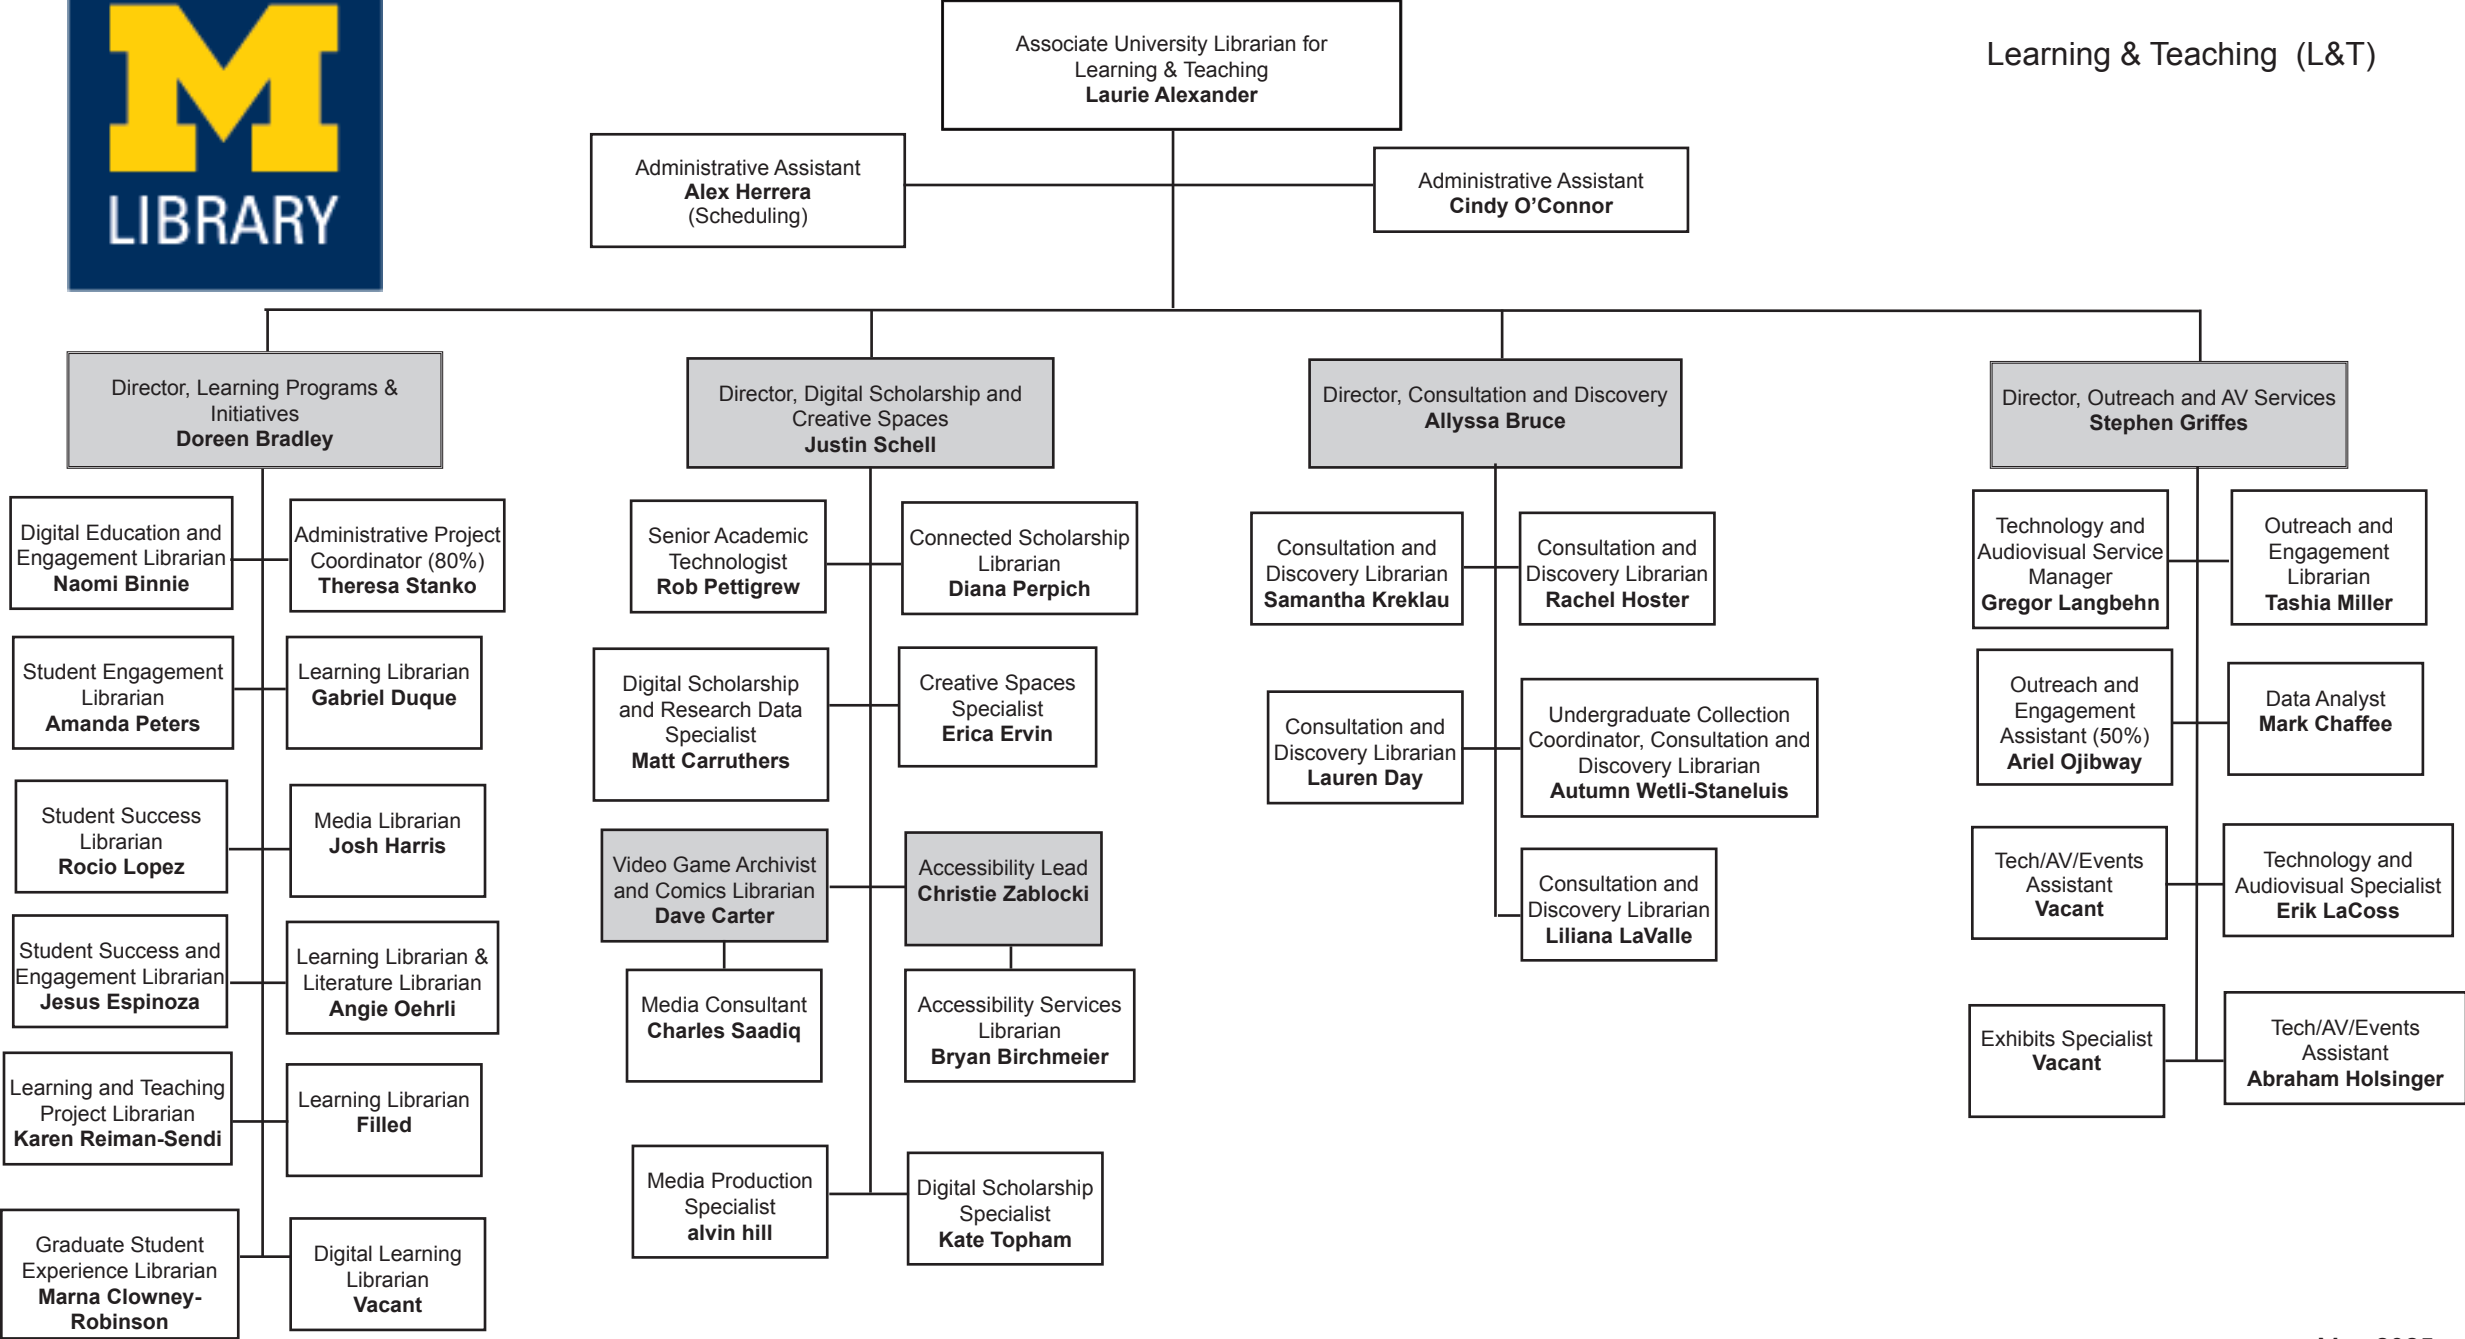 M
LIBRARY
Learning & Teaching (L&T)
Associate University Librarian for
Learning & Teaching
Laurie Alexander
Administrative Assistant
Alex Herrera
(Scheduling)
Administrative Assistant
Cindy O’Connor
Director, Learning Programs &
Initiatives
Doreen Bradley
Digital Education and
Engagement Librarian
Naomi Binnie
Administrative Project
Coordinator (80%)
Theresa Stanko
Student Engagement
Librarian
Amanda Peters
Learning Librarian
Gabriel Duque
Student Success
Librarian
Rocio Lopez
Media Librarian
Josh Harris
Student Success and
Engagement Librarian
Jesus Espinoza
Learning Librarian &
Literature Librarian
Angie Oehrli
Learning and Teaching
Project Librarian
Karen Reiman-Sendi
Learning Librarian
Filled
Graduate Student
Experience Librarian
Marna Clowney-
Robinson
Digital Learning
Librarian
Vacant
Director, Digital Scholarship and
Creative Spaces
Justin Schell
Senior Academic
Technologist
Rob Pettigrew
Connected Scholarship
Librarian
Diana Perpich
Digital Scholarship
and Research Data
Specialist
Matt Carruthers
Creative Spaces
Specialist
Erica Ervin
Video Game Archivist
and Comics Librarian
Dave Carter
Accessibility Lead
Christie Zablocki
Media Consultant
Charles Saadiq
Accessibility Services
Librarian
Bryan Birchmeier
Media Production
Specialist
alvin hill
Digital Scholarship
Specialist
Kate Topham
Director, Consultation and Discovery
Allyssa Bruce
Consultation and
Discovery Librarian
Samantha Kreklau
Consultation and
Discovery Librarian
Rachel Hoster
Consultation and
Discovery Librarian
Lauren Day
Undergraduate Collection
Coordinator, Consultation and
Discovery Librarian
Autumn Wetli-Staneluis
Consultation and
Discovery Librarian
Liliana LaValle
Director, Outreach and AV Services
Stephen Griffes
Technology and
Audiovisual Service
Manager
Gregor Langbehn
Outreach and
Engagement
Librarian
Tashia Miller
Outreach and
Engagement
Assistant (50%)
Ariel Ojibway
Data Analyst
Mark Chaffee
Tech/AV/Events
Assistant
Vacant
Technology and
Audiovisual Specialist
Erik LaCoss
Exhibits Specialist
Vacant
Tech/AV/Events
Assistant
Abraham Holsinger